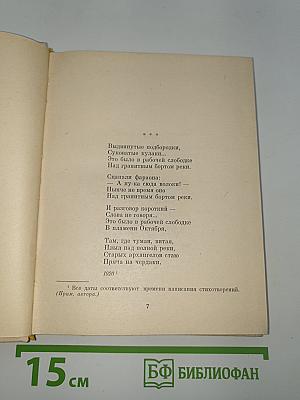 * * *
Выдвинутые подбородки,
Суковатые кулаки...
Это было в рабочей слободке
Над гранитным бортом реки.
Сцапали фараона:
— А ну-ка сюда волоки! —
Нынче не время оно
Над гранитным бортом реки,
И разговор короткий —
Слова не говоря...
Это было в рабочей слободке
В пламени Октября,
Там, где туман, витая,
Плыл над полной рекой,
Старых архангелов стаю
Пряча на чердаки.
1920 ¹
¹ Все даты соответствуют времени написания стихотворений.
(Прим. автора.)
7
15 см
БФ БИБЛИОФАН